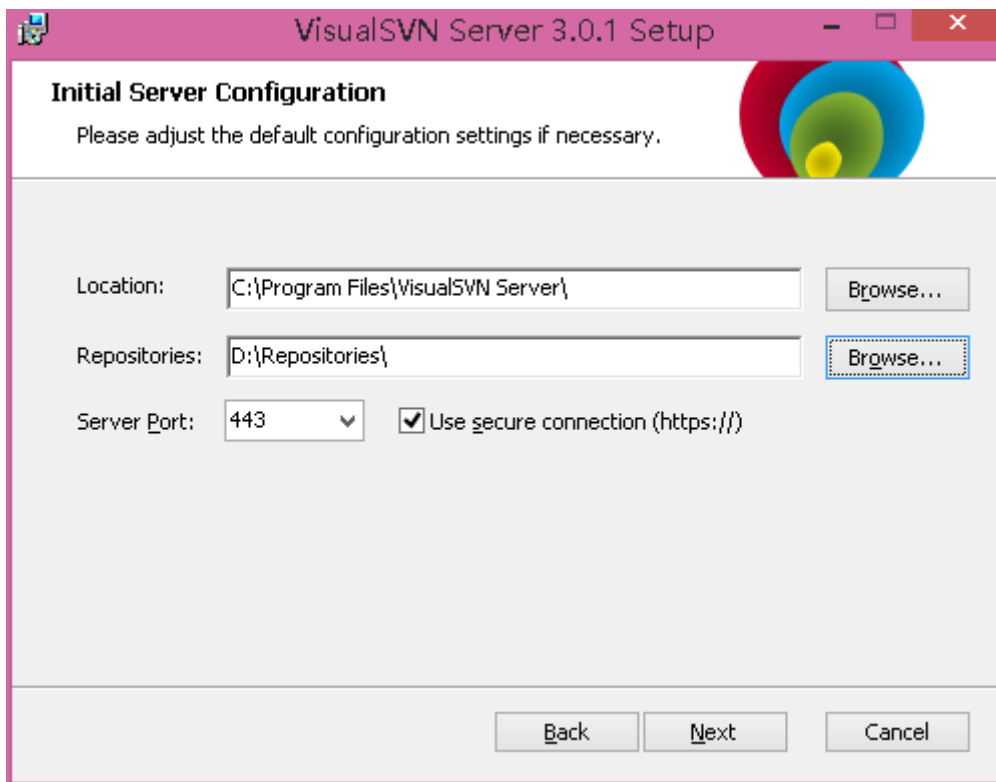 VisualSVN Server 3.0.1 Setup
Initial Server Configuration
Please adjust the default configuration settings if necessary.
Location: C:\Program Files\VisualSVN Server\ Browse...
Repositories: D:\Repositories\ Browse...
Server Port: 443 Use secure connection (https://)
Back Next Cancel